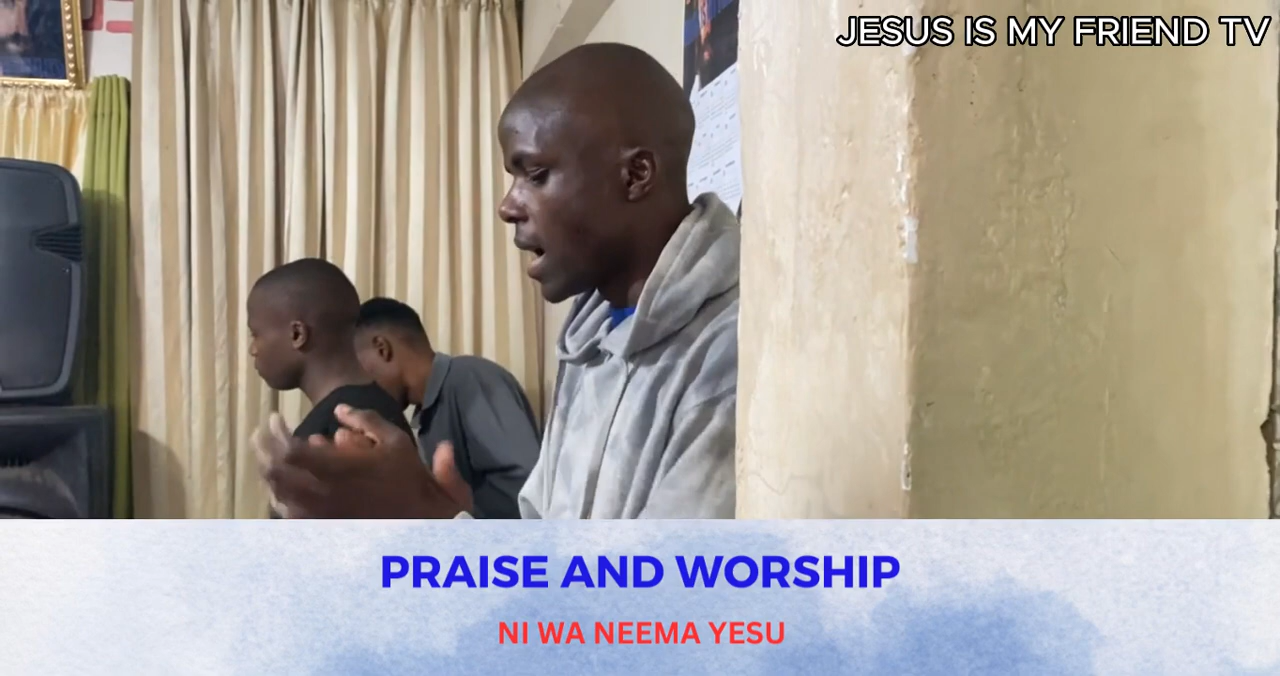 JESUS IS MY FRIEND TV
PRAISE AND WORSHIP
NI WA NEEMA YESU